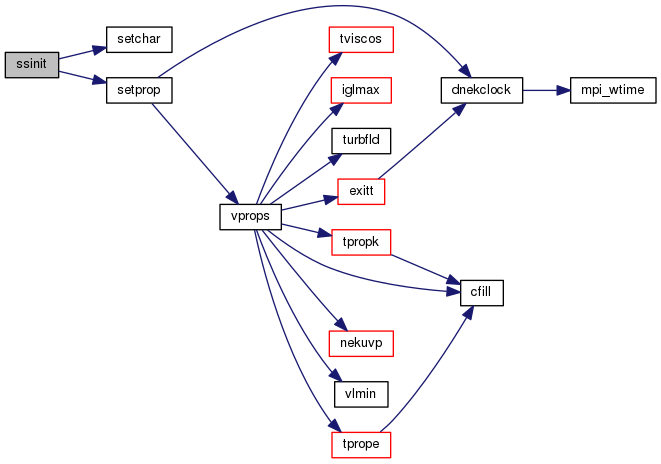 ssinit
setchar
setprop
vprops
tviscos
iglmax
turbfld
exitt
tpropk
nekuvp
vlmin
tprope
dnekclock
cfill
mpi_wtime